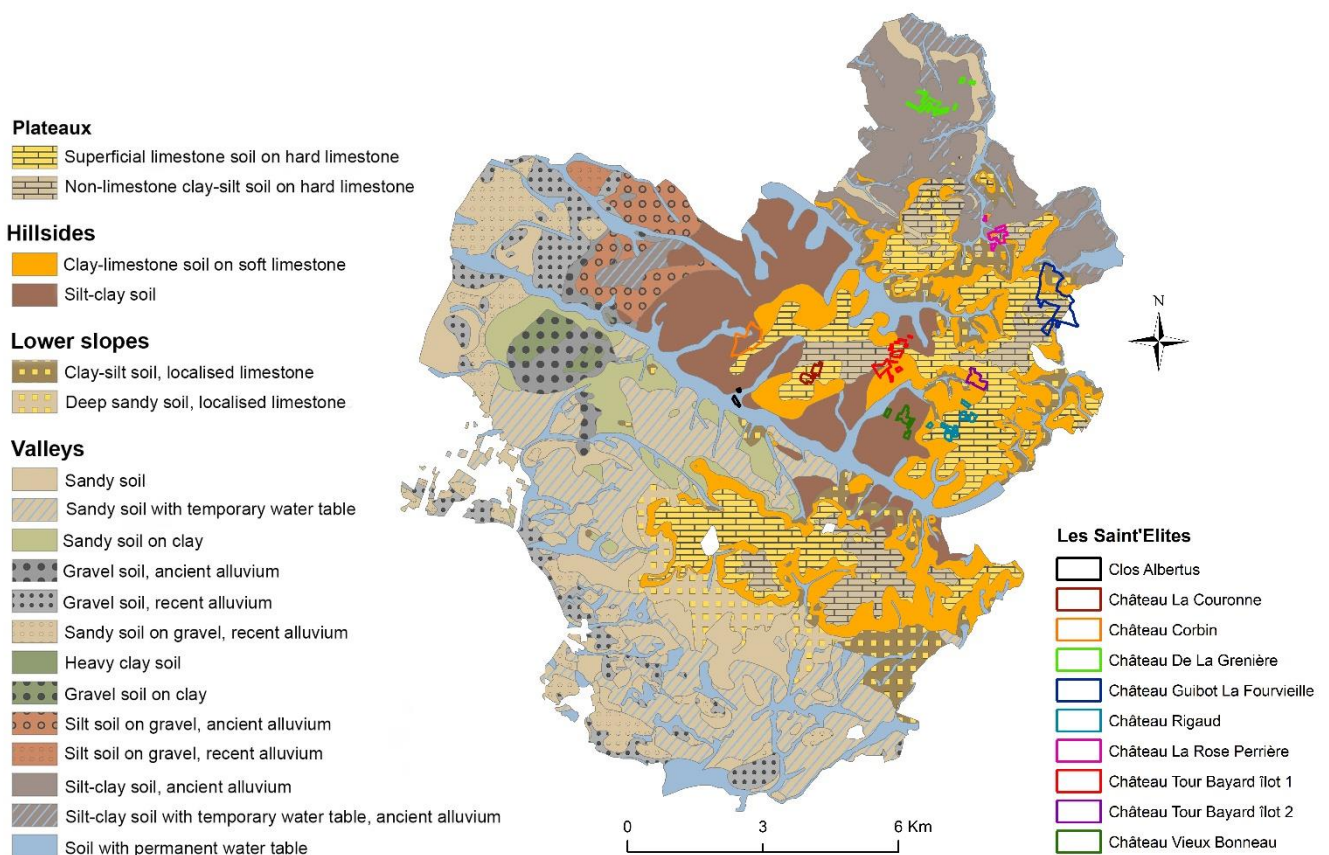 Plateaux
Superficial limestone soil on hard limestone
Non-limestone clay-silt soil on hard limestone
Hillsides
Clay-limestone soil on soft limestone
Silt-clay soil
Lower slopes
Clay-silt soil, localised limestone
Deep sandy soil, localised limestone
Valleys
Sandy soil
Sandy soil with temporary water table
Sandy soil on clay
Gravel soil, ancient alluvium
Gravel soil, recent alluvium
Sandy soil on gravel, recent alluvium
Heavy clay soil
Gravel soil on clay
Silt soil on gravel, ancient alluvium
Silt soil on gravel, recent alluvium
Silt-clay soil, ancient alluvium
Silt-clay soil with temporary water table, ancient alluvium
Soil with permanent water table
N
0 3 6 Km
Les Saint'Elites
Clos Albertus
Château La Couronne
Château Corbin
Château De La Grenière
Château Guibot La Fourvieille
Château Rigaud
Château La Rose Perrière
Château Tour Bayard îlot 1
Château Tour Bayard îlot 2
Château Vieux Bonneau